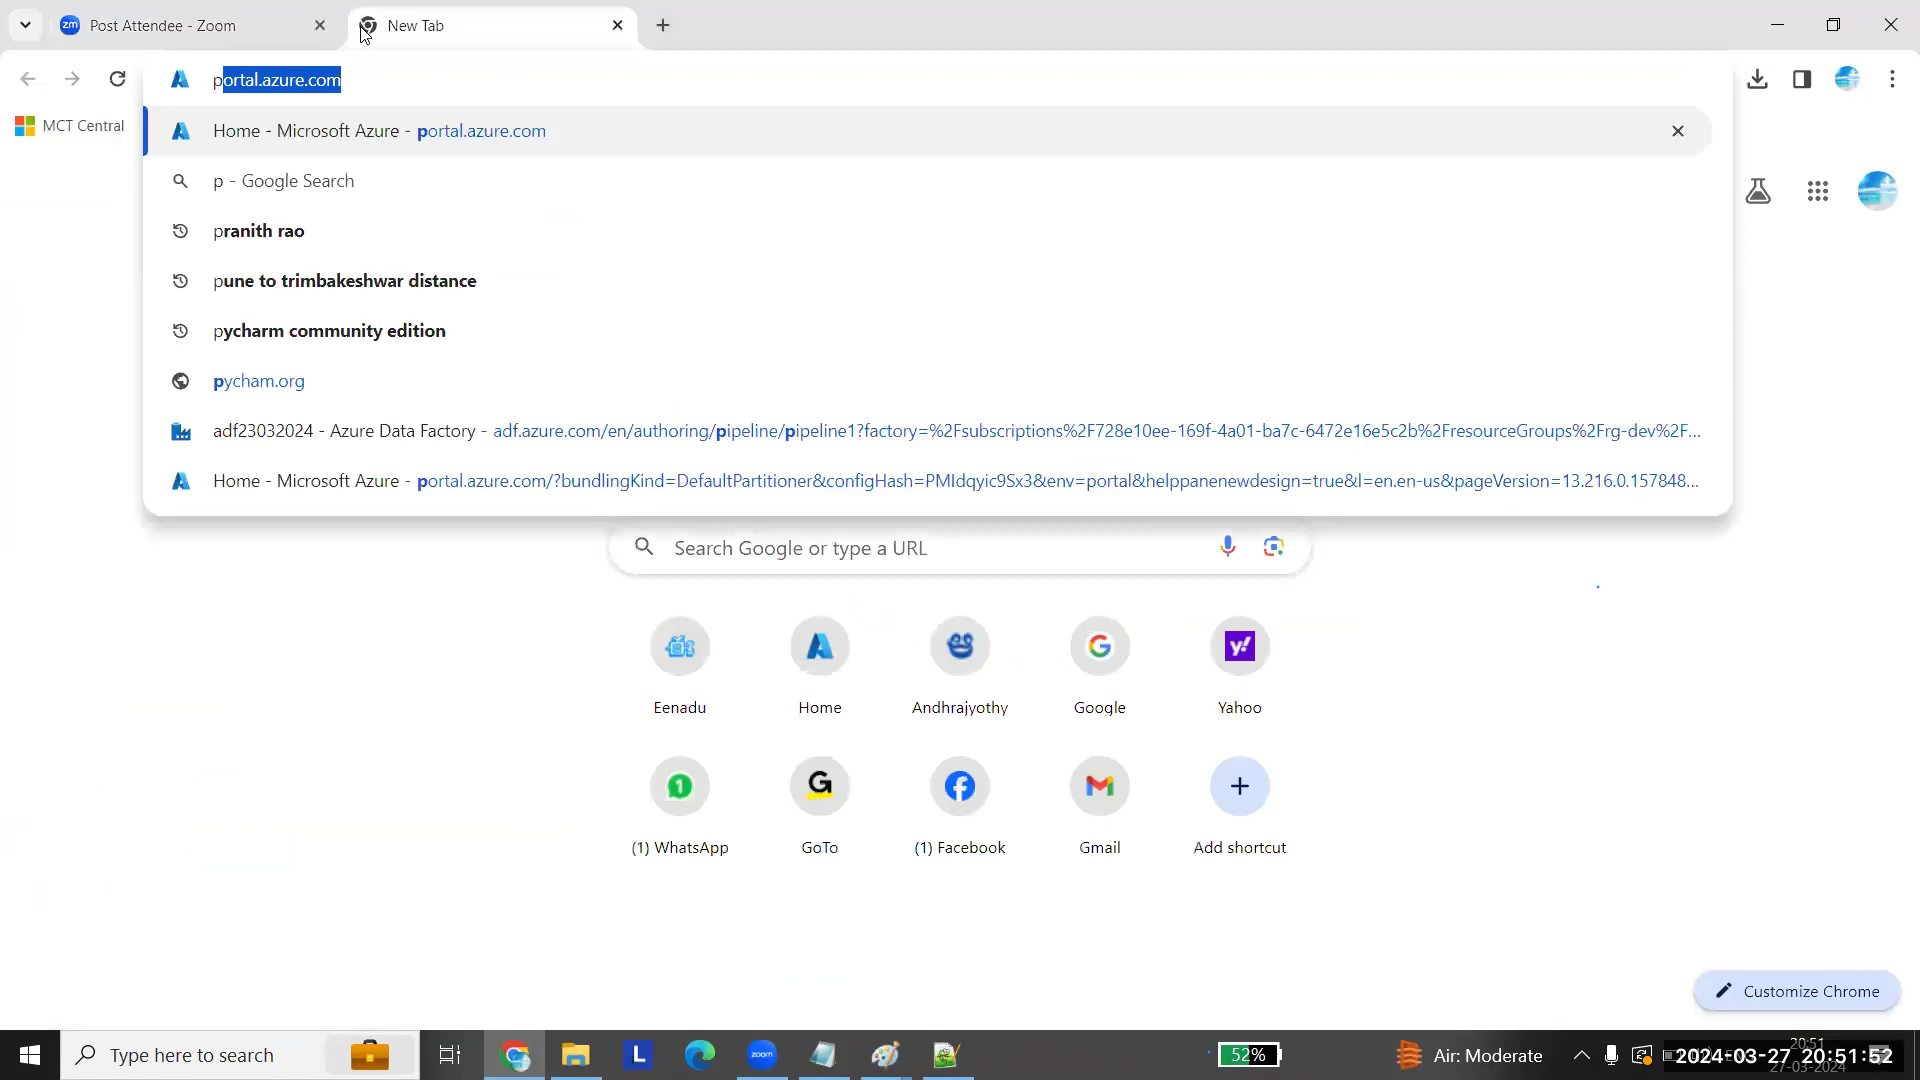 Post Attendee - Zoom
New Tab
portal.azure.com
MCT Central
Home - Microsoft Azure - portal.azure.com
p - Google Search
pranith rao
pune to trimbakeshwar distance
pycharm community edition
pycham.org
adf23032024 - Azure Data Factory - adf.azure.com/en/authoring/pipeline/pipeline1?factory=%2Fsubscriptions%2F728e10ee-169f-4a01-ba7c-6472e16e5c2b%2FresourceGroups%2Frg-dev%2F...
Home - Microsoft Azure - portal.azure.com/?bundlingKind=DefaultPartitioner&configHash=PMIdqyic9Sx3&env=portal&helppanenewdesign=true&l=en.en-us&pageVersion=13.216.0.157848...
Search Google or type a URL
Eenadu
Home
Andhrajyothy
Google
Yahoo
(1) WhatsApp
GoTo
(1) Facebook
Gmail
Add shortcut
Customize Chrome
Type here to search
52%
Air: Moderate
20:51
2024-03-27 20:51:52
27-03-2024